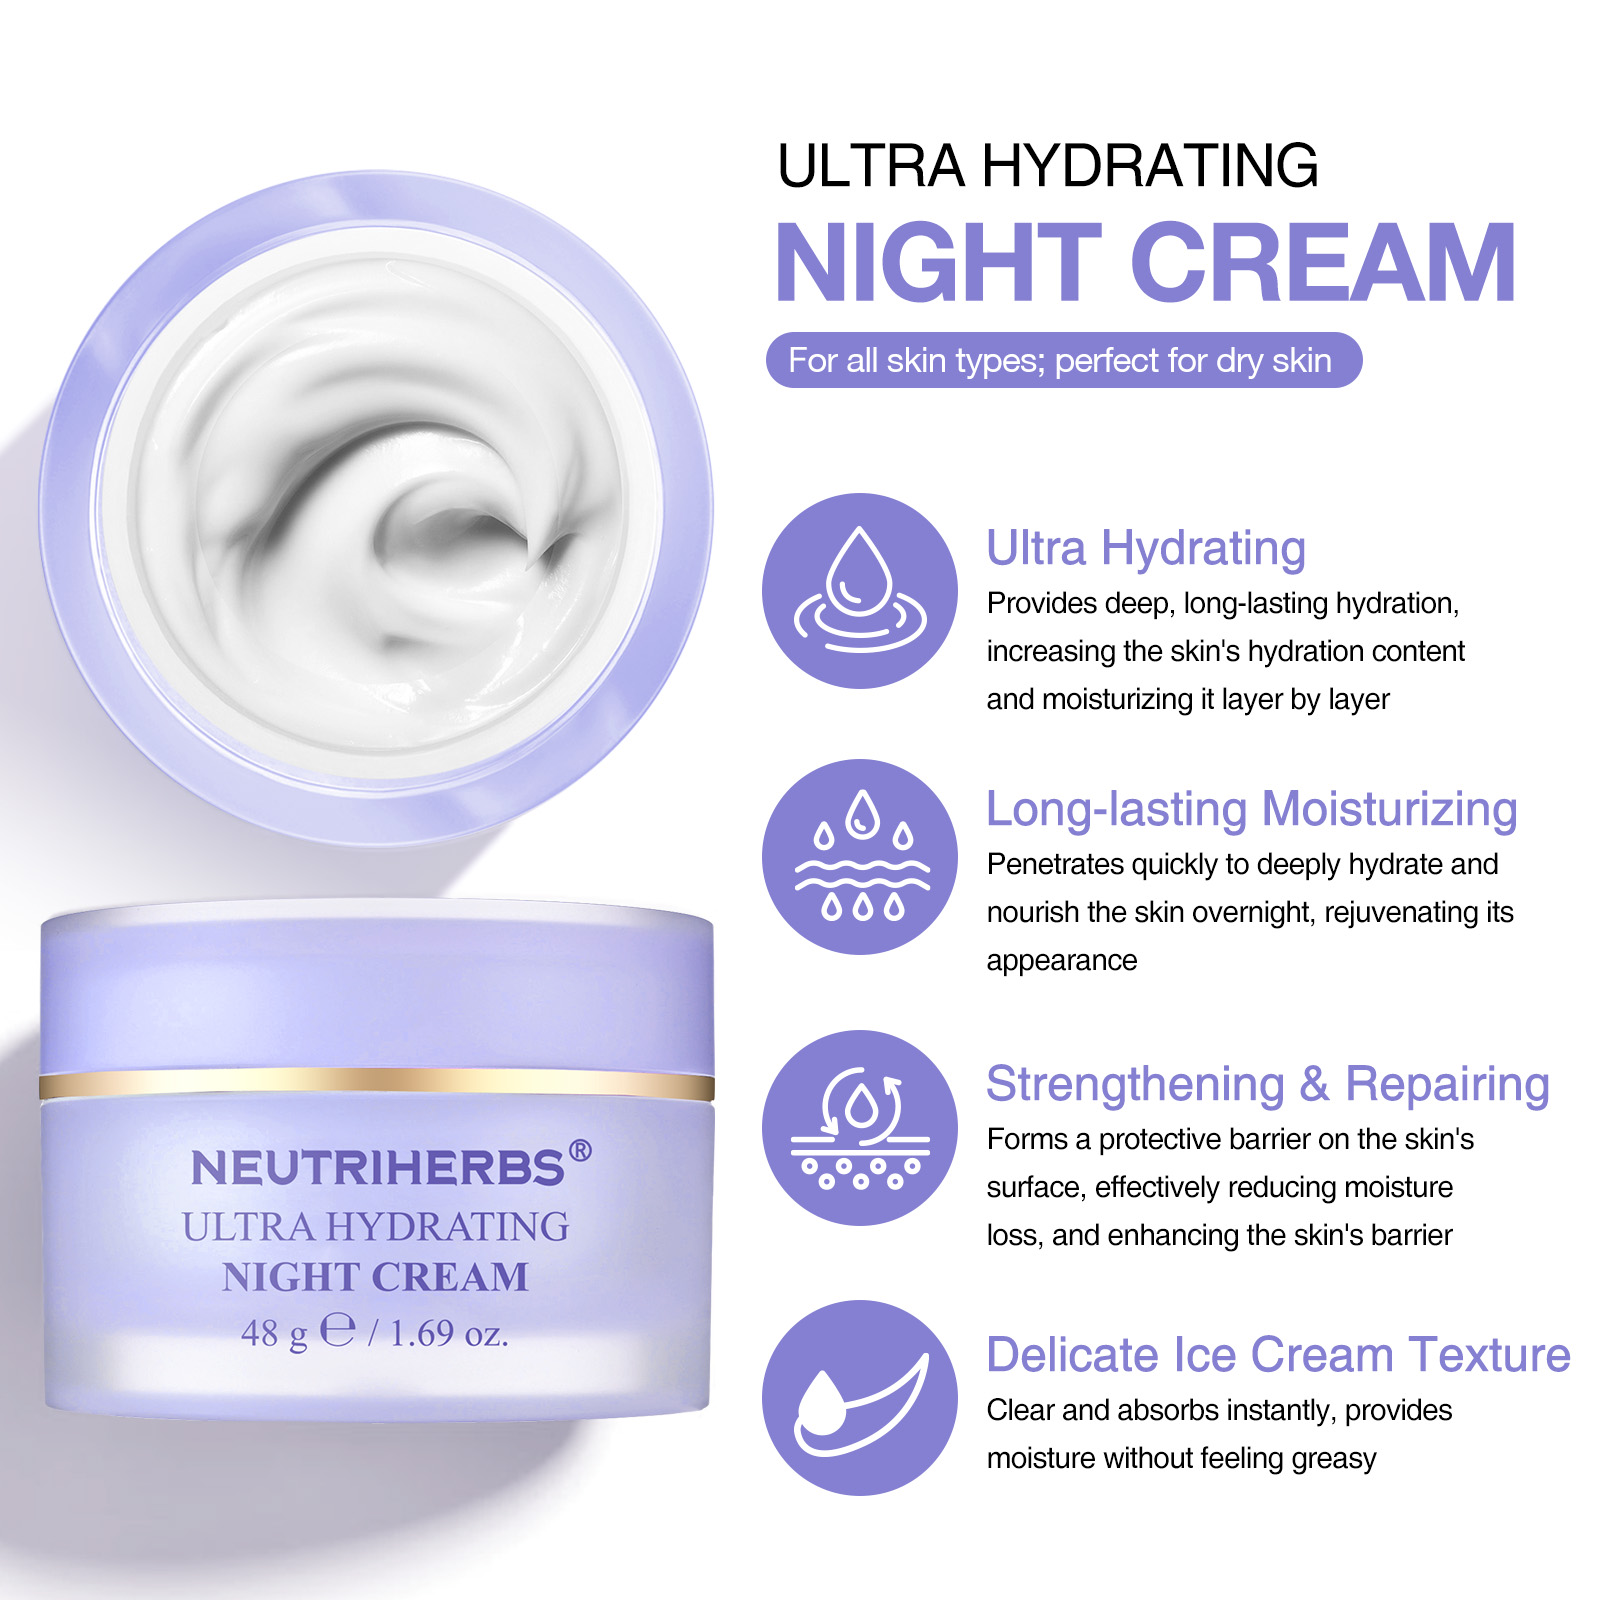 ULTRA HYDRATING
NIGHT CREAM
For all skin types; perfect for dry skin
Ultra Hydrating
Provides deep, long-lasting hydration,
increasing the skin's hydration content
and moisturizing it layer by layer
Long-lasting Moisturizing
Penetrates quickly to deeply hydrate and
nourish the skin overnight, rejuvenating its
appearance
Strengthening & Repairing
Forms a protective barrier on the skin's
surface, effectively reducing moisture
loss, and enhancing the skin's barrier
Delicate Ice Cream Texture
Clear and absorbs instantly, provides
moisture without feeling greasy
NEUTRIHERBS®
ULTRA HYDRATING
NIGHT CREAM
48 g ℮ / 1.69 oz.